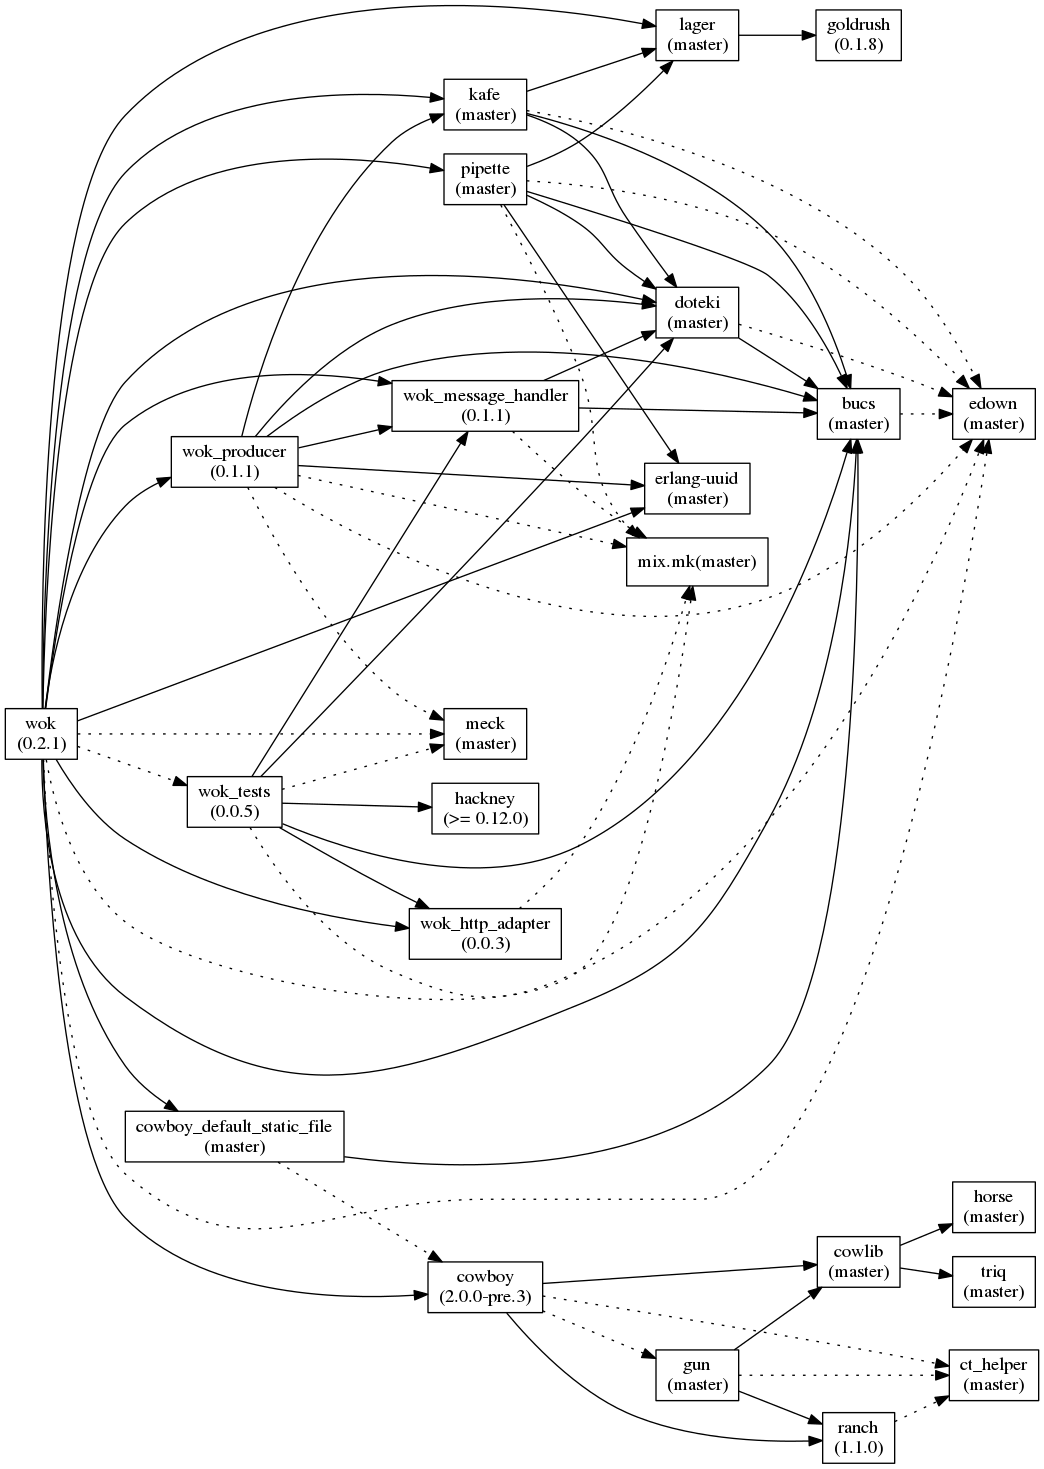 lager
(master)
goldrush
(0.1.8)
kafe
(master)
pipette
(master)
doteki
(master)
wok_message_handler
(0.1.1)
bucs
(master)
edown
(master)
wok_producer
(0.1.1)
erlang-uuid
(master)
mix.mk(master)
wok
(0.2.1)
meck
(master)
wok_tests
(0.0.5)
hackney
(>= 0.12.0)
wok_http_adapter
(0.0.3)
cowboy_default_static_file
(master)
horse
(master)
cowlib
(master)
triq
(master)
cowboy
(2.0.0-pre.3)
gun
(master)
ct_helper
(master)
ranch
(1.1.0)